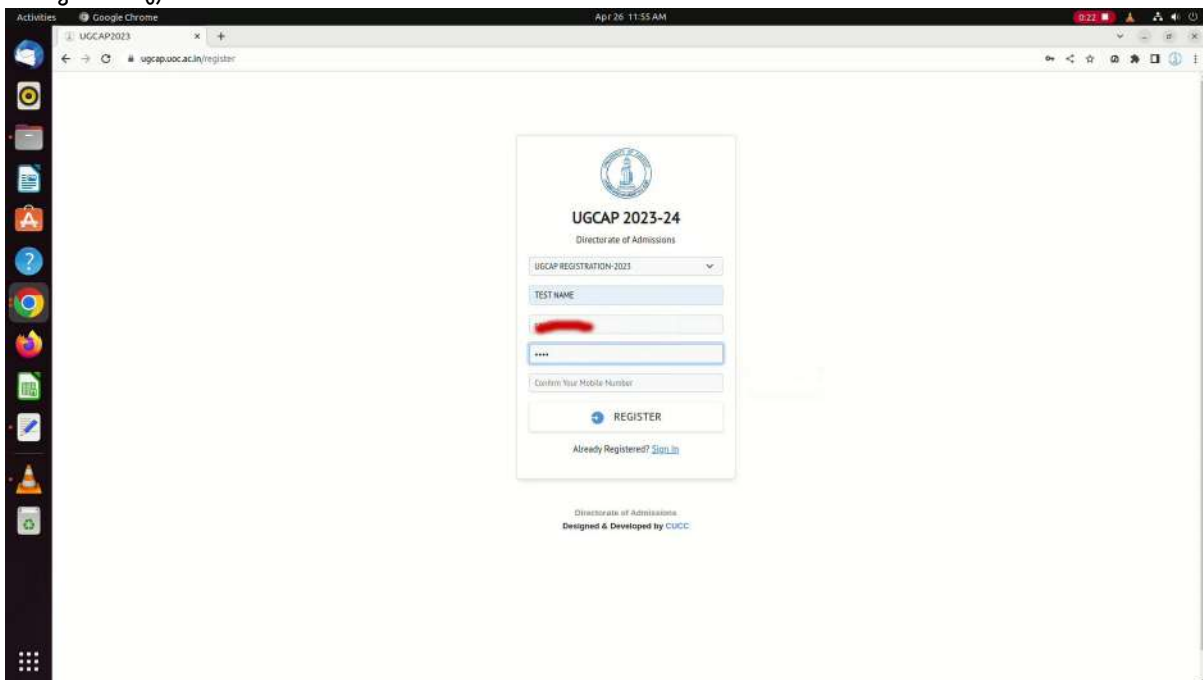 Activities Google Chrome Apr 26 11:55 AM 0:22
UGCAP2023
ugcap.uoc.ac.in/register
UGCAP 2023-24
Directorate of Admissions
UGCAP REGISTRATION-2023
TEST NAME
••••
Confirm Your Mobile Number
REGISTER
Already Registered? Sign In
Directorate of Admissions
Designed & Developed by CUCC